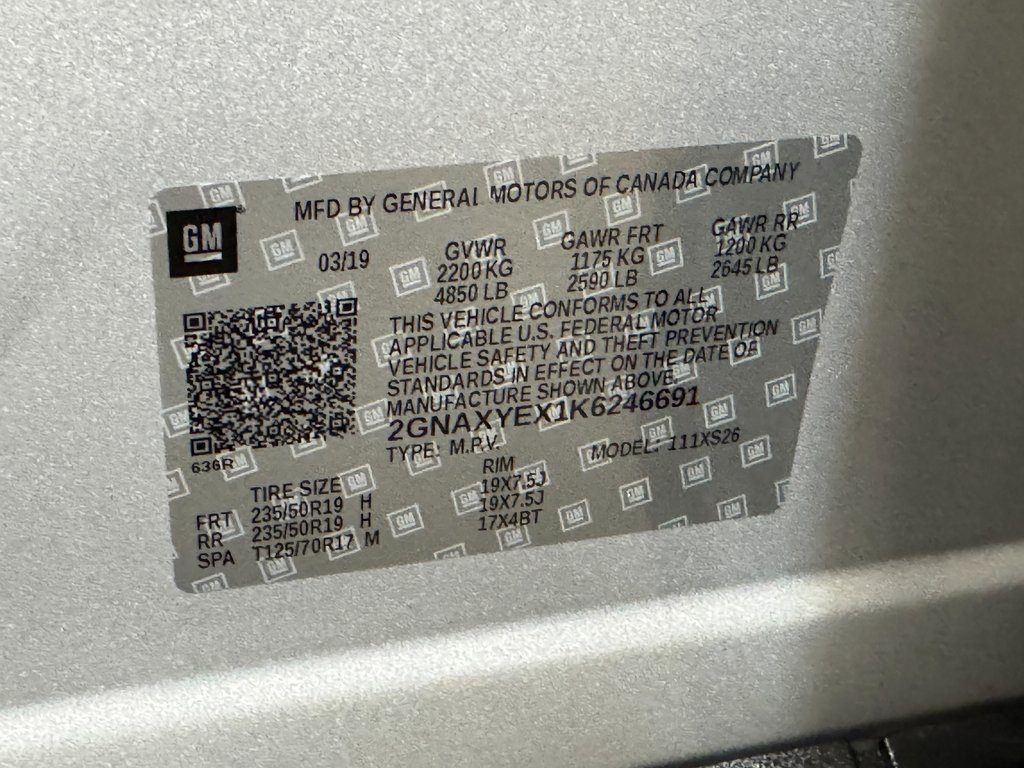 GM
MFD BY GENERAL MOTORS OF CANADA COMPANY
03/19
GVWR GAWR FRT GAWR RR
2200 KG 1175 KG 1200 KG
4850 LB 2590 LB 2645 LB
THIS VEHICLE CONFORMS TO ALL
APPLICABLE U.S. FEDERAL MOTOR
VEHICLE SAFETY AND THEFT PREVENTION
STANDARDS IN EFFECT ON THE DATE OF
MANUFACTURE SHOWN ABOVE.
2GNAXYEX1K6246691
TYPE: M.P.V. MODEL: 111XS26
636R
TIRE SIZE RIM
FRT 235/50R19 H 19X7.5J
RR 235/50R19 H 19X7.5J
SPA T125/70R17 M 17X4BT